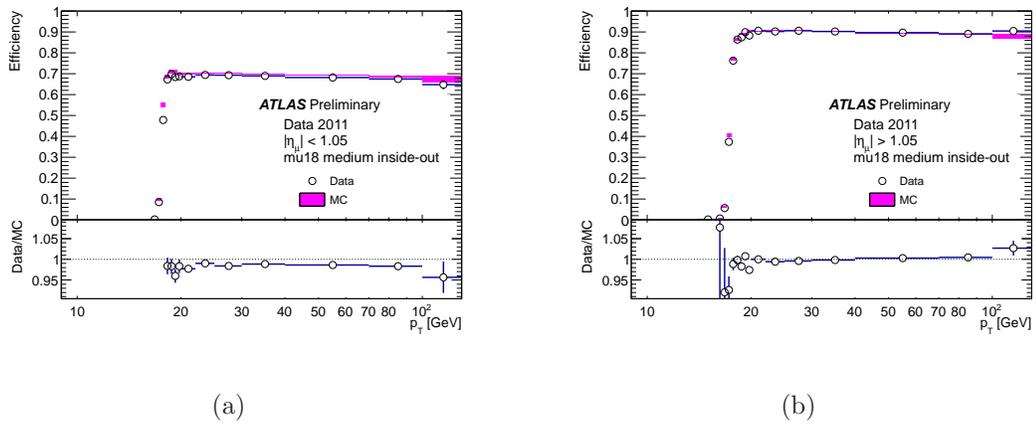 Efficiency
1
0.9
0.8
0.7
0.6
0.5
0.4
0.3
0.2
0.1
0
ATLAS Preliminary
Data 2011
|η_μ| < 1.05
mu18 medium inside-out
Data
MC
Data/MC
1.05
1
0.95
10 20 30 40 50 60 70 80 10²
p_T [GeV]
(a)
Efficiency
1
0.9
0.8
0.7
0.6
0.5
0.4
0.3
0.2
0.1
0
ATLAS Preliminary
Data 2011
|η_μ| > 1.05
mu18 medium inside-out
Data
MC
Data/MC
1.05
1
0.95
10 20 30 40 50 60 70 80 10²
p_T [GeV]
(b)